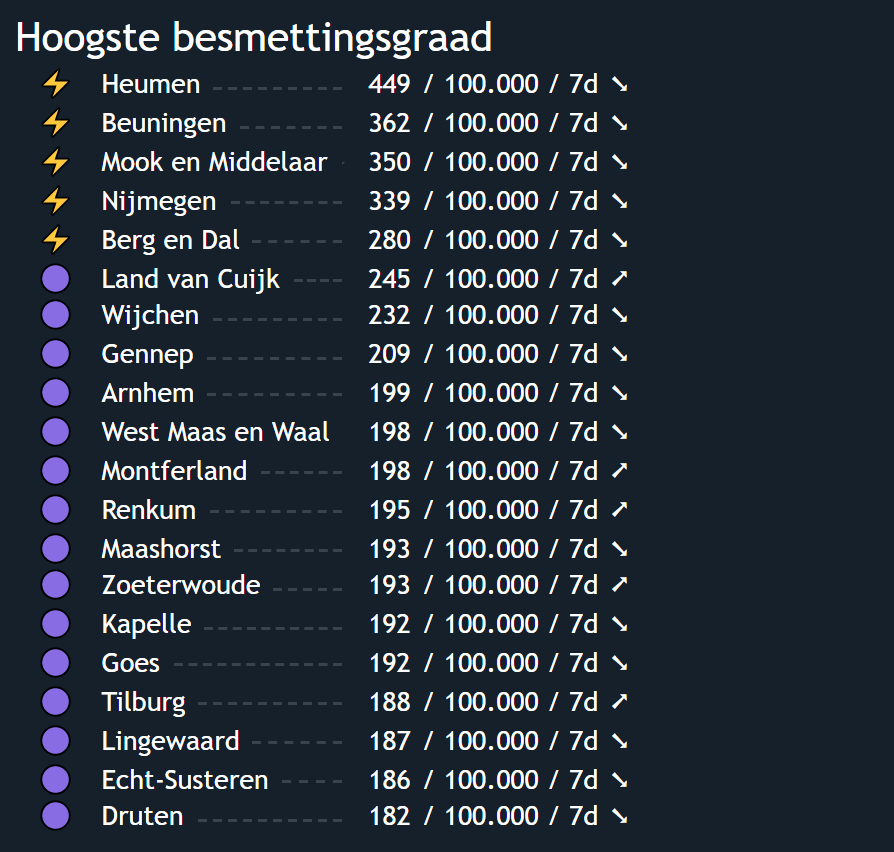 Hoogste besmettingsgraad
⚡ Heumen 449 / 100.000 / 7d ➘
⚡ Beuningen 362 / 100.000 / 7d ➘
⚡ Mook en Middelaar 350 / 100.000 / 7d ➘
⚡ Nijmegen 339 / 100.000 / 7d ➘
⚡ Berg en Dal 280 / 100.000 / 7d ➘
🟣 Land van Cuijk 245 / 100.000 / 7d ➚
🟣 Wijchen 232 / 100.000 / 7d ➘
🟣 Gennep 209 / 100.000 / 7d ➘
🟣 Arnhem 199 / 100.000 / 7d ➘
🟣 West Maas en Waal 198 / 100.000 / 7d ➘
🟣 Montferland 198 / 100.000 / 7d ➚
🟣 Renkum 195 / 100.000 / 7d ➚
🟣 Maashorst 193 / 100.000 / 7d ➘
🟣 Zoeterwoude 193 / 100.000 / 7d ➚
🟣 Kapelle 192 / 100.000 / 7d ➘
🟣 Goes 192 / 100.000 / 7d ➘
🟣 Tilburg 188 / 100.000 / 7d ➚
🟣 Lingewaard 187 / 100.000 / 7d ➘
🟣 Echt-Susteren 186 / 100.000 / 7d ➘
🟣 Druten 182 / 100.000 / 7d ➘